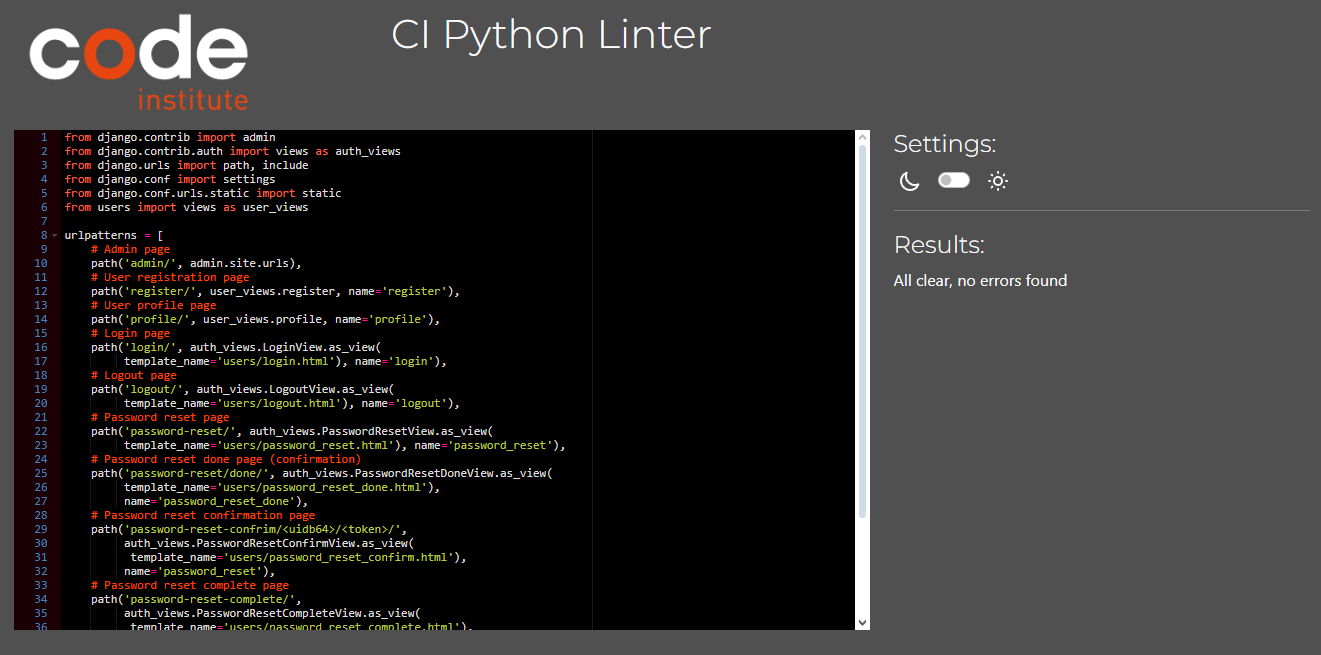 code
institute
CI Python Linter
1 from django.contrib import admin
2 from django.contrib.auth import views as auth_views
3 from django.urls import path, include
4 from django.conf import settings
5 from django.conf.urls.static import static
6 from users import views as user_views
7
8 urlpatterns = [
9     # Admin page
10     path('admin/', admin.site.urls),
11     # User registration page
12     path('register/', user_views.register, name='register'),
13     # User profile page
14     path('profile/', user_views.profile, name='profile'),
15     # Login page
16     path('login/', auth_views.LoginView.as_view(
17          template_name='users/login.html'), name='login'),
18     # Logout page
19     path('logout/', auth_views.LogoutView.as_view(
20          template_name='users/logout.html'), name='logout'),
21     # Password reset page
22     path('password-reset/', auth_views.PasswordResetView.as_view(
23          template_name='users/password_reset.html'), name='password_reset'),
24     # Password reset done page (confirmation)
25     path('password-reset/done/', auth_views.PasswordResetDoneView.as_view(
26          template_name='users/password_reset_done.html'),
27          name='password_reset_done'),
28     # Password reset confirmation page
29     path('password-reset-confrim/<uidb64>/<token>/',
30          auth_views.PasswordResetConfirmView.as_view(
31           template_name='users/password_reset_confirm.html'),
32          name='password_reset'),
33     # Password reset complete page
34     path('password-reset-complete/',
35          auth_views.PasswordResetCompleteView.as_view(
36           template_name='users/password_reset_complete.html'),
Settings:
Results:
All clear, no errors found